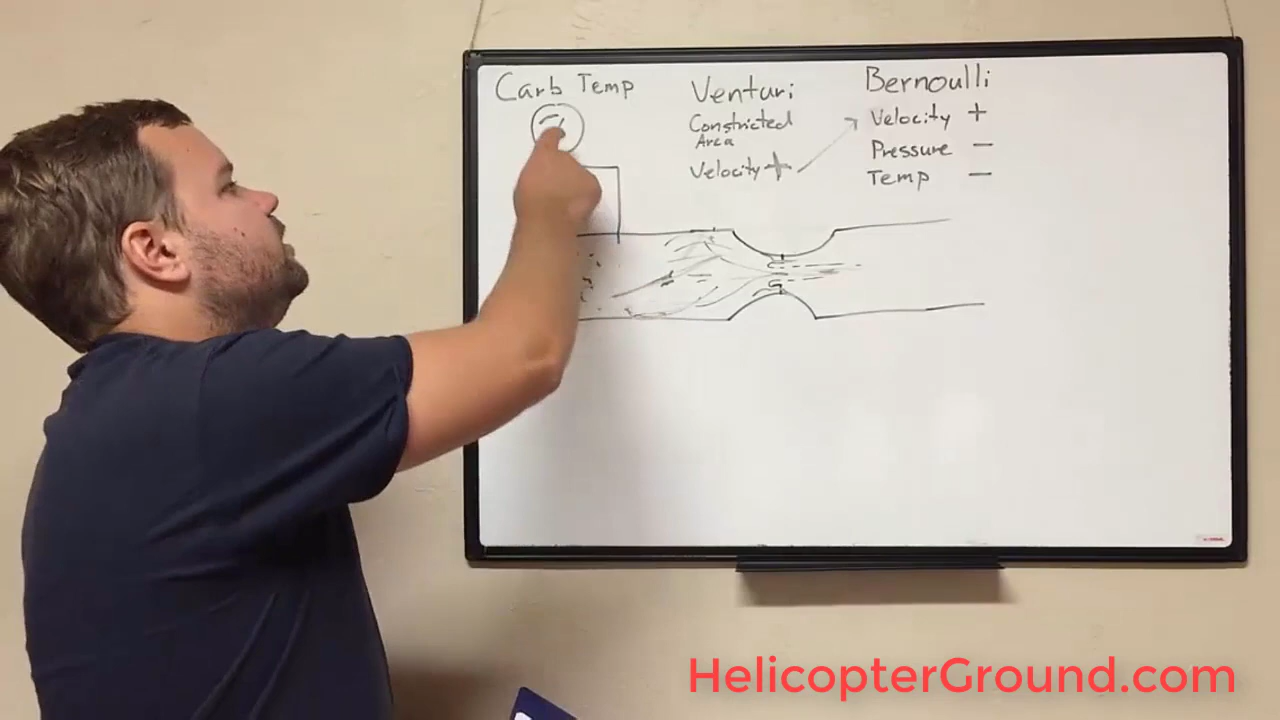 Carb Temp
Venturi
Constricted
Area
Velocity +
Bernoulli
Velocity +
Pressure -
Temp -
HelicopterGround.com